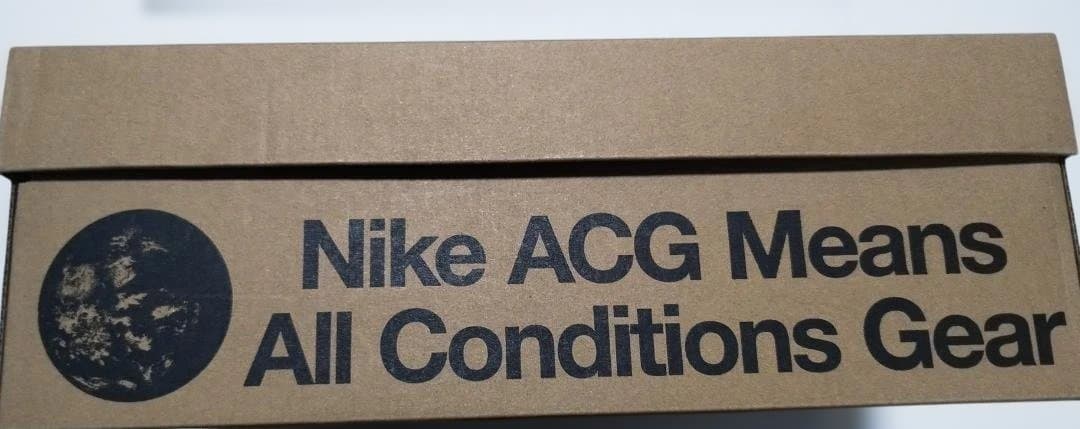 Nike ACG Means
All Conditions Gear